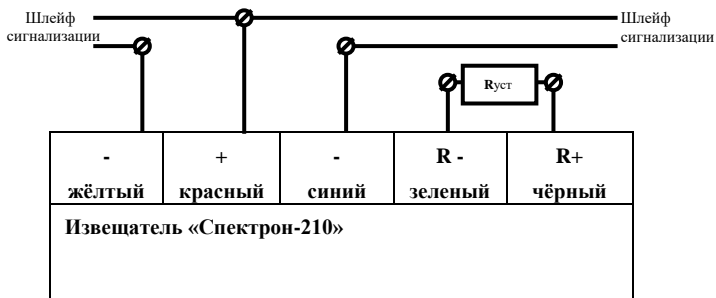 Шлейф
сигнализации
Шлейф
сигнализации
Rуст
- + - R - R+
жёлтый красный синий зеленый чёрный
Извещатель «Спектрон-210»